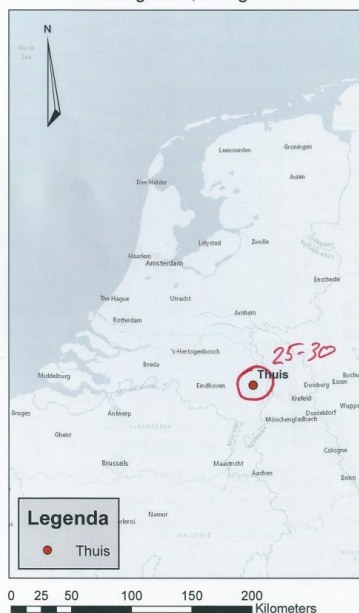 Leeuwarden
Groningen
Assen
Den Helder
Lelystad
Zwolle
Haarlem
Amsterdam
Enschede
The Hague
Utrecht
Rotterdam
Arnhem
's-Hertogenbosch
25-30
Breda
Thuis
Middelburg
Eindhoven
Duisburg
Essen
Krefeld
Bruges
Antwerp
Dusseldorf
Mönchengladbach
Ghent
VLAANDEREN
Cologne
Brussels
Maastricht
Aachen
Bonn
Namur
WALLONIE
Legenda
Thuis
0 25 50 100 150 200
Kilometers